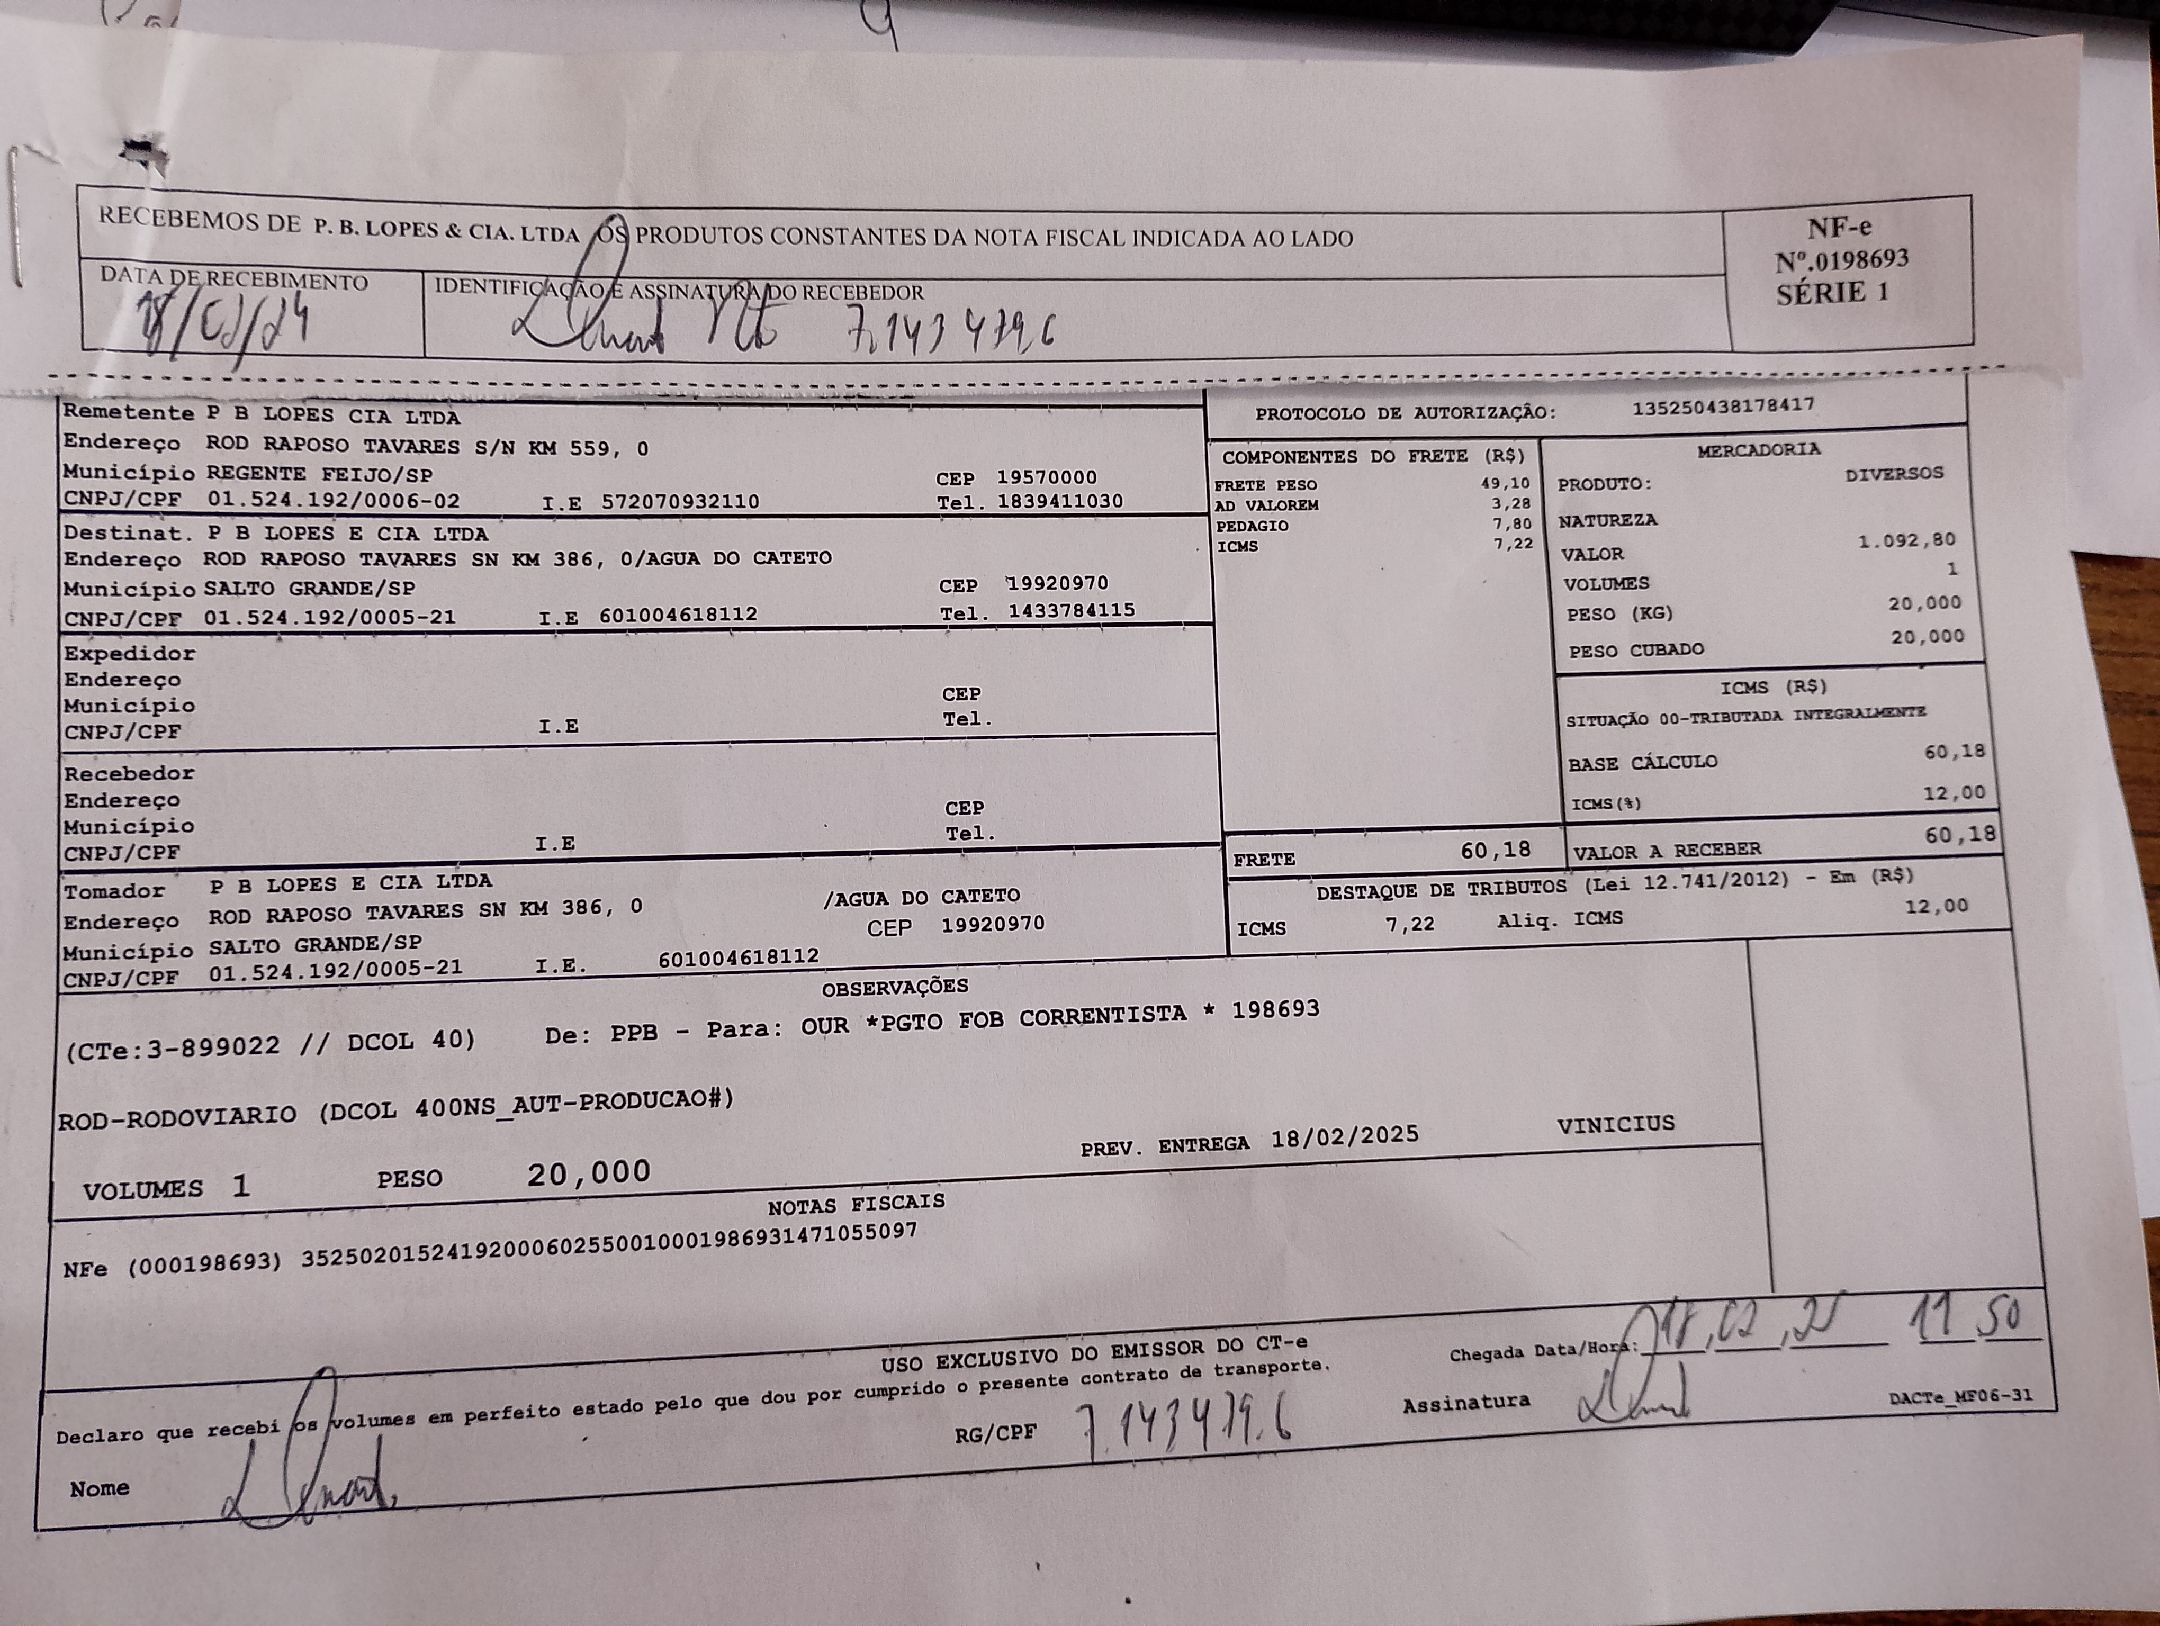 RECEBEMOS DE P. B. LOPES & CIA. LTDA OS PRODUTOS CONSTANTES DA NOTA FISCAL INDICADA AO LADO
NF-e
Nº.0198693
SÉRIE 1
DATA DE RECEBIMENTO
18/02/24
IDENTIFICAÇÃO E ASSINATURA DO RECEBEDOR
7.143 479,6
Remetente P B LOPES CIA LTDA
Endereço ROD RAPOSO TAVARES S/N KM 559, 0
Município REGENTE FEIJO/SP CEP 19570000
CNPJ/CPF 01.524.192/0006-02 I.E 572070932110 Tel. 1839411030
Destinat. P B LOPES E CIA LTDA
Endereço ROD RAPOSO TAVARES SN KM 386, 0/AGUA DO CATETO
Município SALTO GRANDE/SP CEP 19920970
CNPJ/CPF 01.524.192/0005-21 I.E 601004618112 Tel. 1433784115
Expedidor
Endereço
Município CEP
CNPJ/CPF I.E Tel.
Recebedor
Endereço
Município CEP
CNPJ/CPF I.E Tel.
Tomador P B LOPES E CIA LTDA
Endereço ROD RAPOSO TAVARES SN KM 386, 0 /AGUA DO CATETO
Município SALTO GRANDE/SP CEP 19920970
CNPJ/CPF 01.524.192/0005-21 I.E. 601004618112
PROTOCOLO DE AUTORIZAÇÃO: 135250438178417
COMPONENTES DO FRETE (R$)
FRETE PESO 49,10
AD VALOREM 3,28
PEDAGIO 7,80
ICMS 7,22
MERCADORIA
PRODUTO: DIVERSOS
NATUREZA
VALOR 1.092,80
VOLUMES 1
PESO (KG) 20,000
PESO CUBADO 20,000
ICMS (R$)
SITUAÇÃO 00-TRIBUTADA INTEGRALMENTE
BASE CÁLCULO 60,18
ICMS(%) 12,00
FRETE 60,18
VALOR A RECEBER 60,18
DESTAQUE DE TRIBUTOS (Lei 12.741/2012) - Em (R$)
ICMS 7,22 Aliq. ICMS 12,00
OBSERVAÇÕES
(CTe:3-899022 // DCOL 40) De: PPB - Para: OUR *PGTO FOB CORRENTISTA * 198693
ROD-RODOVIARIO (DCOL 400NS_AUT-PRODUCAO#)
PREV. ENTREGA 18/02/2025 VINICIUS
VOLUMES 1 PESO 20,000
NOTAS FISCAIS
NFe (000198693) 35250201524192000602550010001986931471055097
USO EXCLUSIVO DO EMISSOR DO CT-e
Chegada Data/Hora: 18,02,25 11 50
Declaro que recebi os volumes em perfeito estado pelo que dou por cumprido o presente contrato de transporte.
Nome
RG/CPF 7.143479.6
Assinatura
DACTe_MF06-31